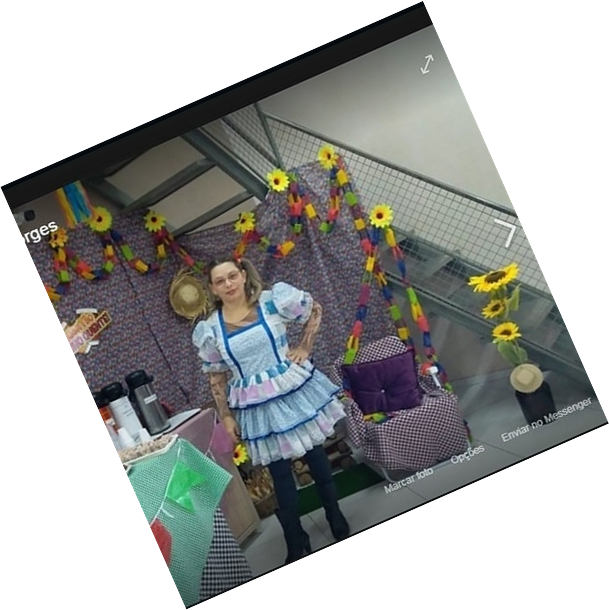 rges
Marcar foto
Opções
Enviar no Messenger